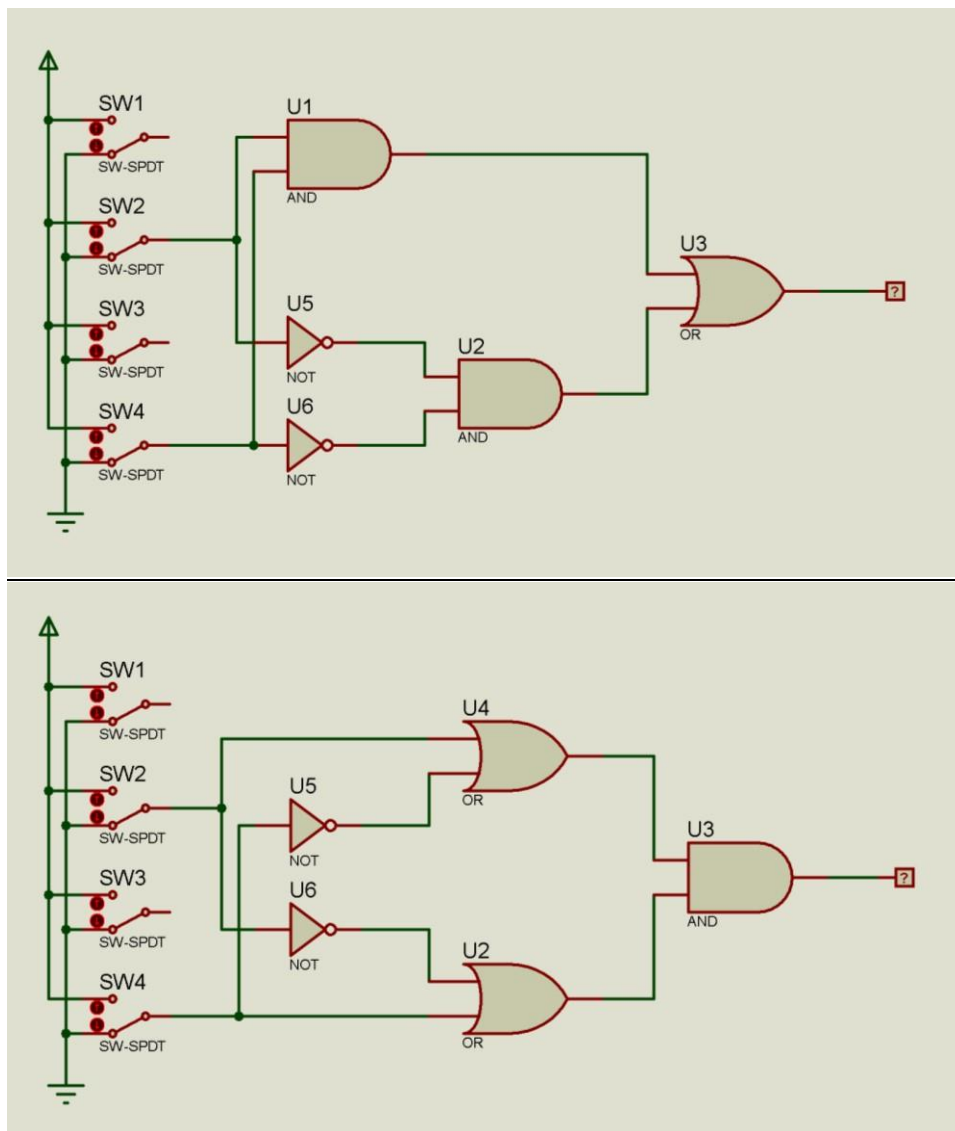 SW1
SW-SPDT
SW2
SW-SPDT
SW3
SW-SPDT
SW4
SW-SPDT
U1
AND
U5
NOT
U6
NOT
U2
AND
U3
OR
?
SW1
SW-SPDT
SW2
SW-SPDT
SW3
SW-SPDT
SW4
SW-SPDT
U5
NOT
U6
NOT
U4
OR
U2
OR
U3
AND
?